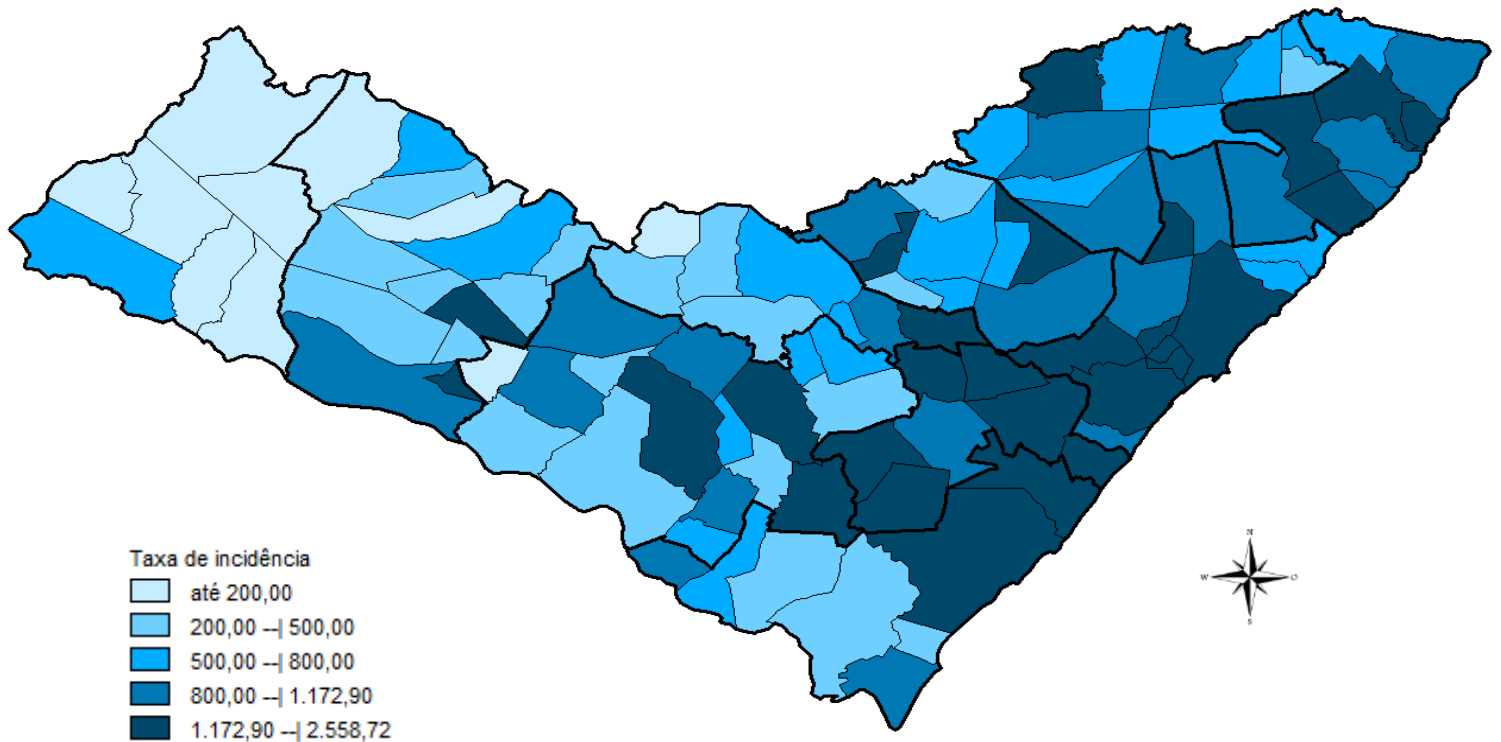 Taxa de incidência
até 200,00
200,00 --| 500,00
500,00 --| 800,00
800,00 --| 1.172,90
1.172,90 --| 2.558,72
N
W
O
S